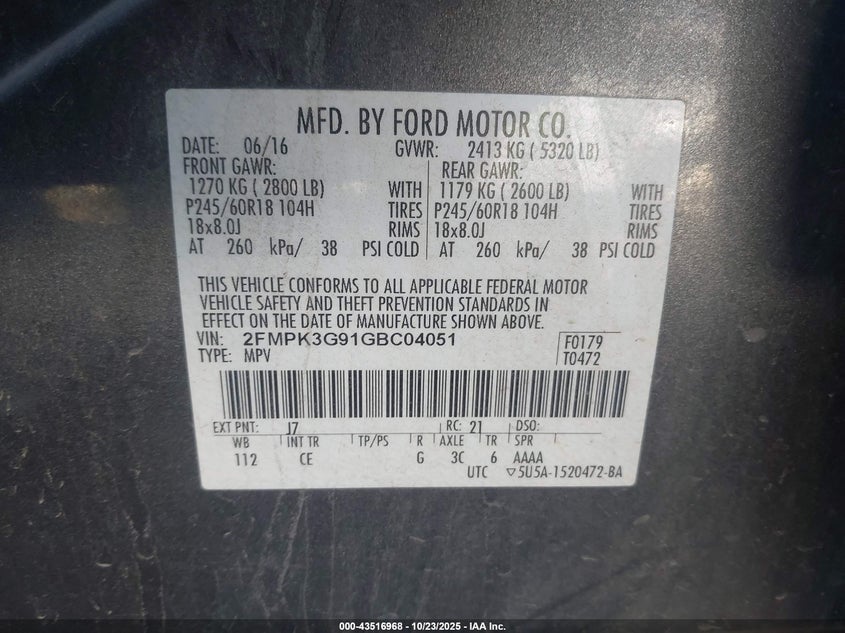 MFD. BY FORD MOTOR CO.
DATE: 06/16 GVWR: 2413 KG ( 5320 LB)
FRONT GAWR: REAR GAWR:
1270 KG ( 2800 LB) WITH 1179 KG ( 2600 LB) WITH
P245/60R18 104H TIRES P245/60R18 104H TIRES
18x8.0J RIMS 18x8.0J RIMS
AT 260 kPa/ 38 PSI COLD AT 260 kPa/ 38 PSI COLD
THIS VEHICLE CONFORMS TO ALL APPLICABLE FEDERAL MOTOR
VEHICLE SAFETY AND THEFT PREVENTION STANDARDS IN
EFFECT ON THE DATE OF MANUFACTURE SHOWN ABOVE.
VIN: 2FMPK3G91GBC04051 F0179
TYPE: MPV T0472
EXT PNT: J7 RC: 21 DSO:
WB INT TR TP/PS R AXLE TR SPR
112 CE G 3C 6 AAAA
UTC ▽5U5A-1520472-BA
000-43516968 - 10/23/2025 - IAA Inc.